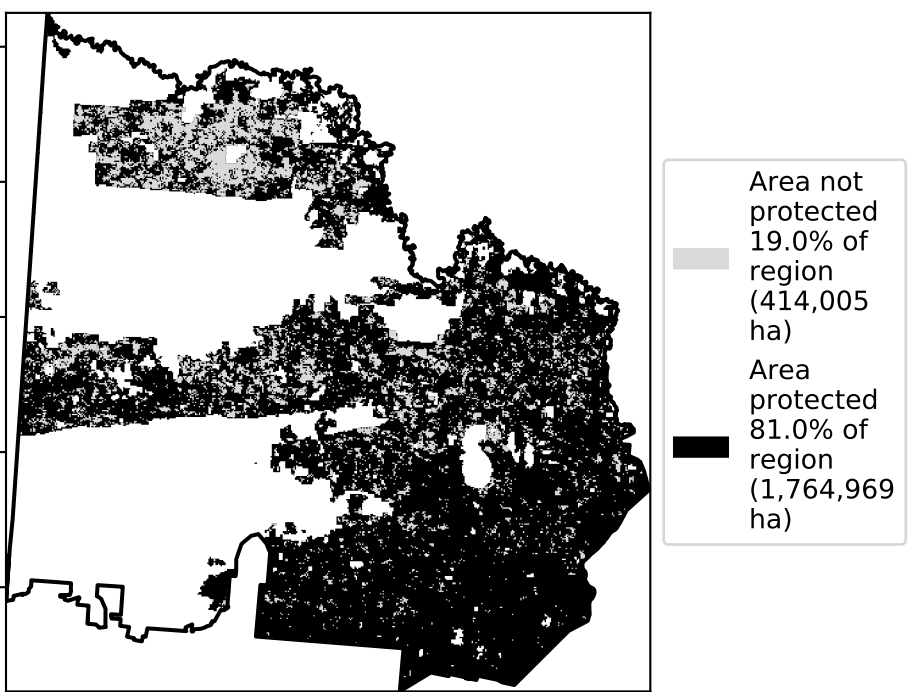 Area not
protected
19.0% of
region
(414,005
ha)
Area
protected
81.0% of
region
(1,764,969
ha)